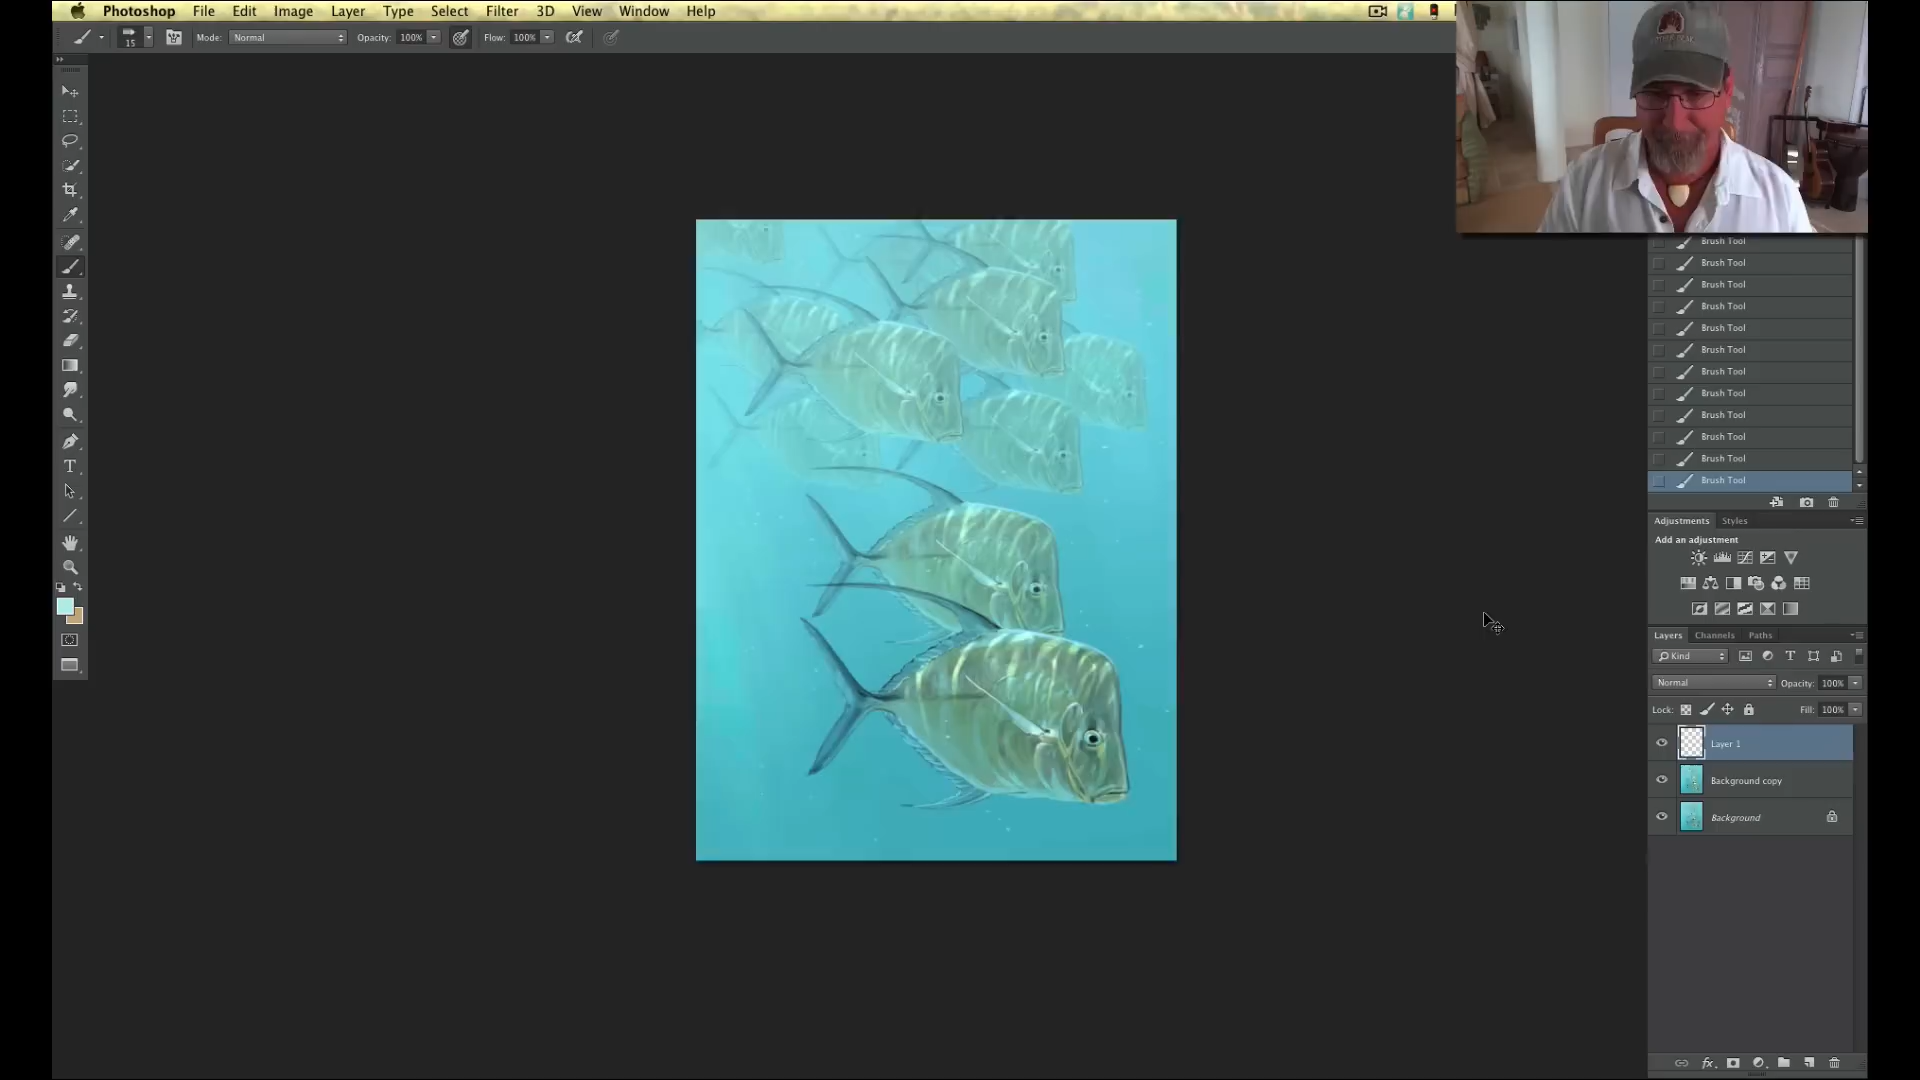 Photoshop File Edit Image Layer Type Select Filter 3D View Window Help
15 Mode: Normal Opacity: 100% Flow: 100%
Brush Tool
Brush Tool
Brush Tool
Brush Tool
Brush Tool
Brush Tool
Brush Tool
Brush Tool
Brush Tool
Brush Tool
Brush Tool
Brush Tool
Adjustments Styles
Add an adjustment
Layers Channels Paths
Kind
Normal Opacity: 100%
Lock: Fill: 100%
Layer 1
Background copy
Background
fx